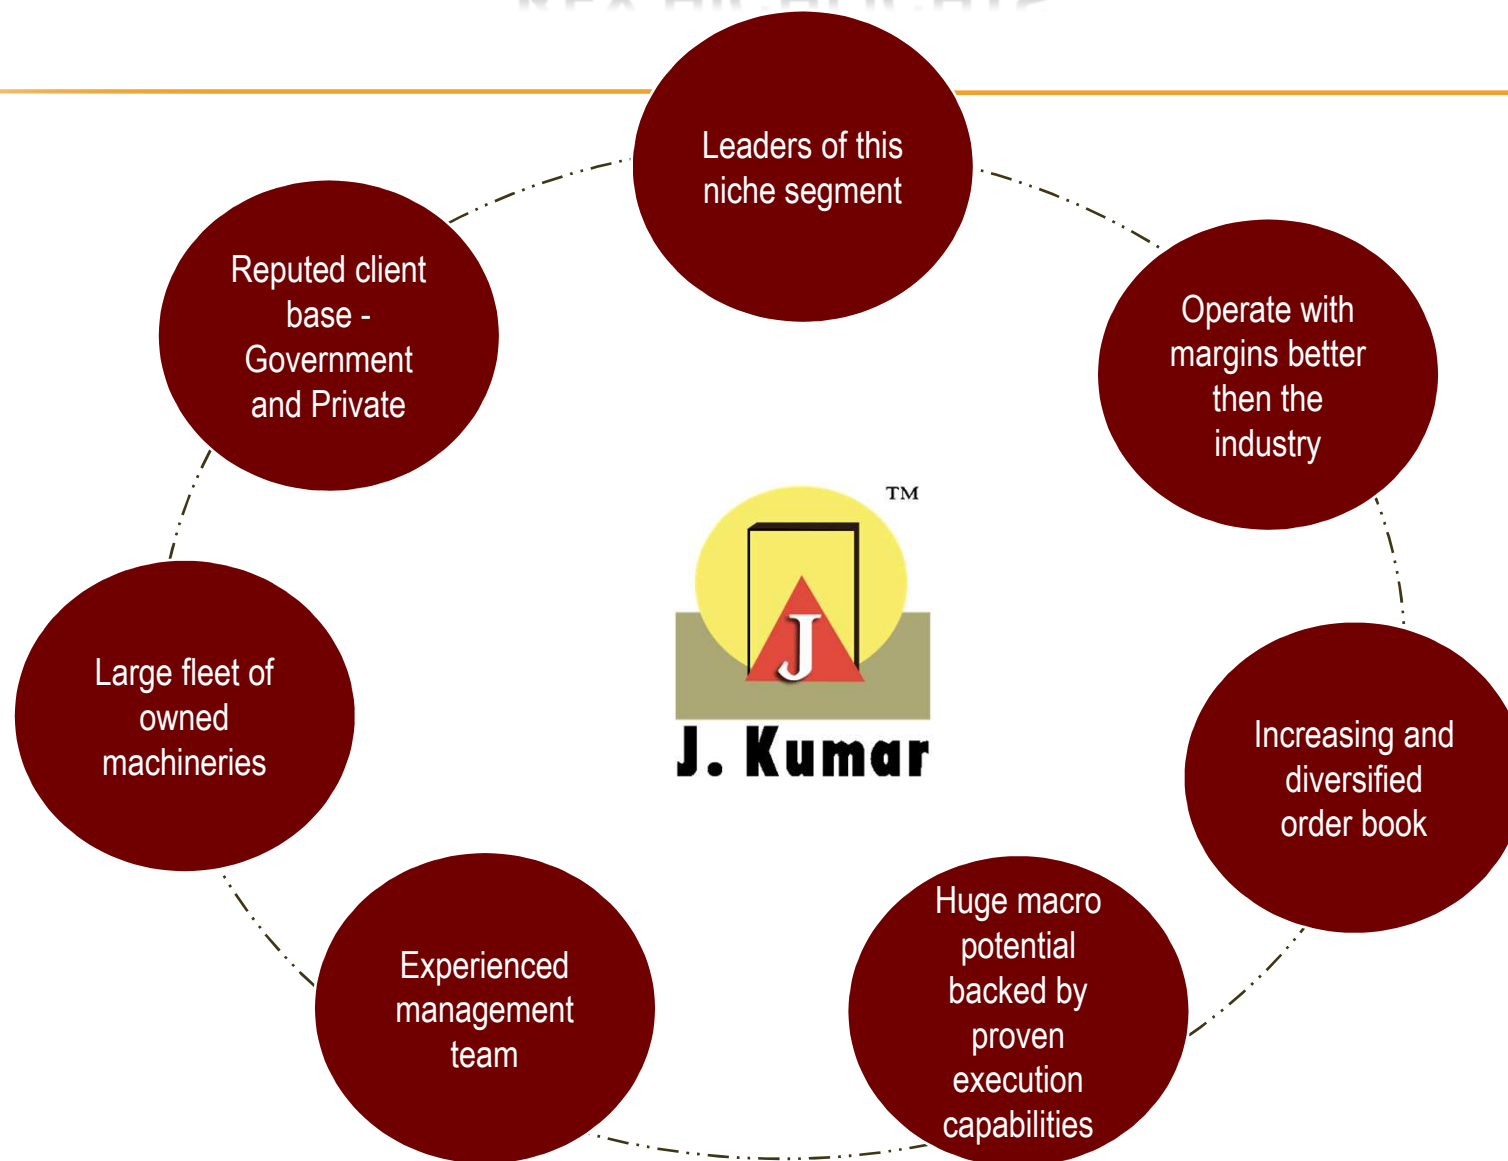 Leaders of this
niche segment
Operate with
margins better
then the
industry
Increasing and
diversified
order book
Huge macro
potential
backed by
proven
execution
capabilities
Experienced
management
team
Large fleet of
owned
machineries
Reputed client
base -
Government
and Private
TM
J
J. Kumar